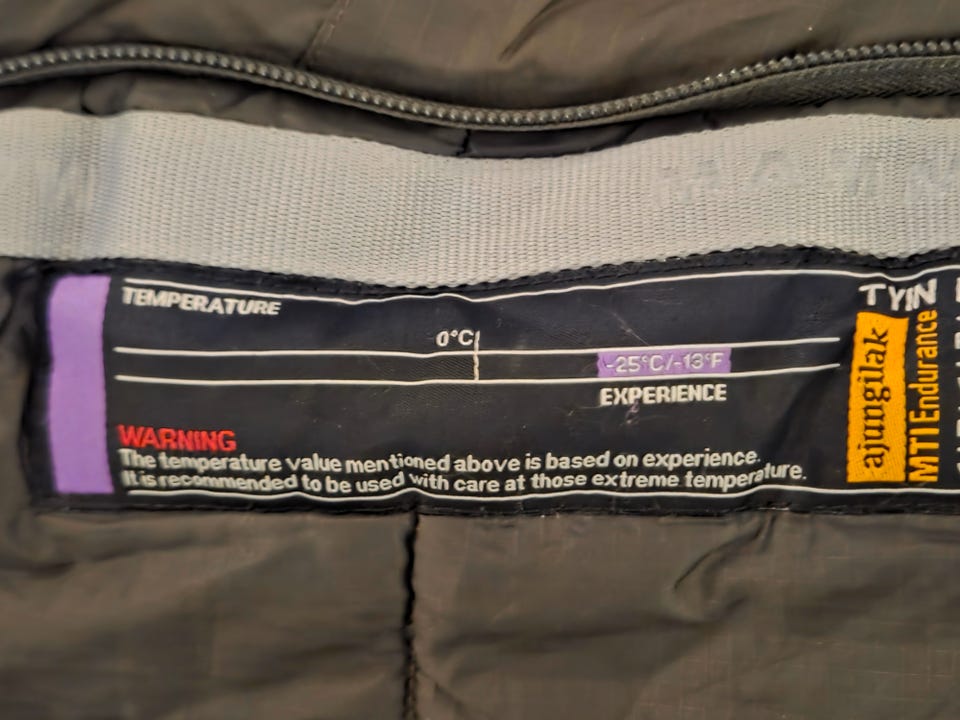 TEMPERATURE
0°C
-25°C/-13°F
EXPERIENCE
WARNING
The temperature value mentioned above is based on experience.
It is recommended to be used with care at those extreme temperature.
TYIN
ajungilak
MTI Endurance